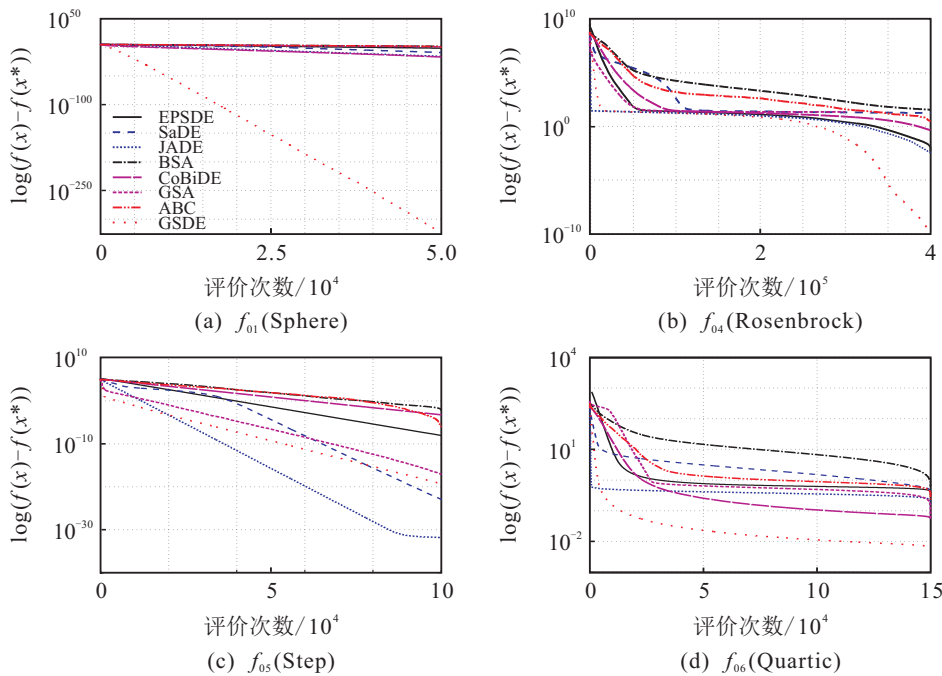 10^50
10^-100
10^-250
log(f(x)−f(x*)
EPSDE
SaDE
JADE
BSA
CoBiDE
GSA
ABC
GSDE
0 2.5 5.0
评价次数/10^4
(a) f_01(Sphere)
10^10
10^0
10^-10
log(f(x)−f(x*)
0 2 4
评价次数/10^5
(b) f_04(Rosenbrock)
10^10
10^-10
10^-30
log(f(x)−f(x*)
0 5 10
评价次数/10^4
(c) f_05(Step)
10^4
10^1
10^-2
log(f(x)−f(x*)
0 5 10 15
评价次数/10^4
(d) f_06(Quartic)